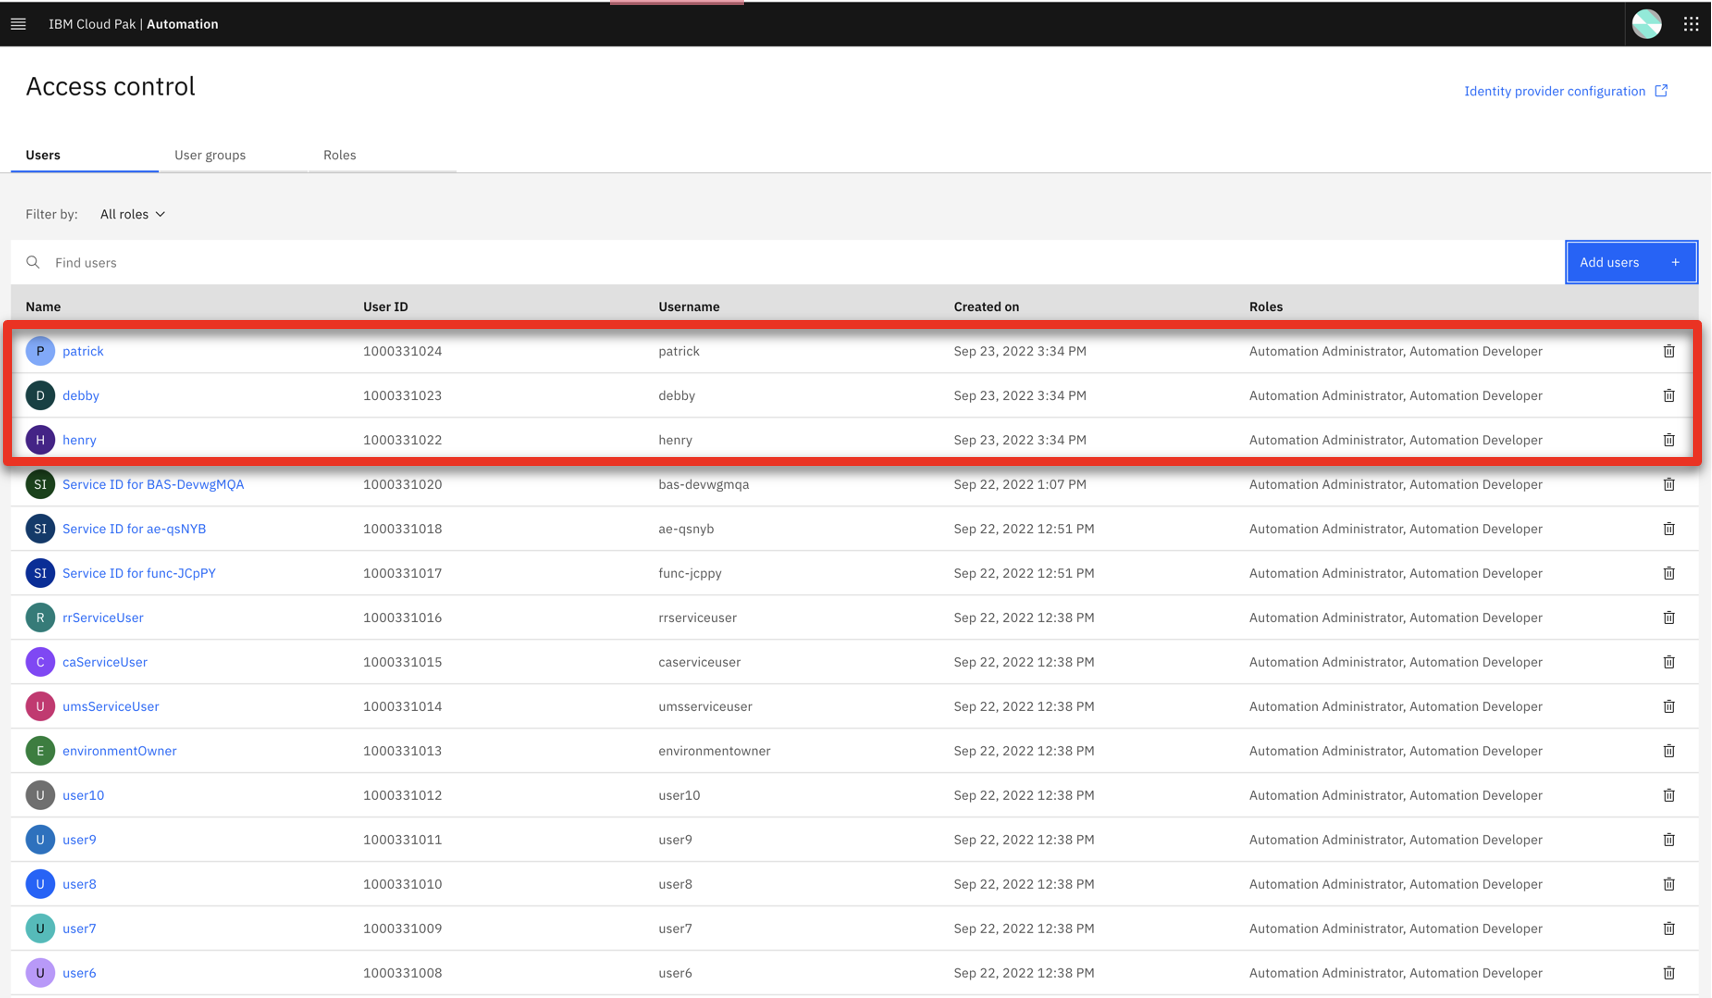 IBM Cloud Pak | Automation
Access control
Identity provider configuration
Users User groups Roles
Filter by: All roles
Find users
Add users +
Name User ID Username Created on Roles
P patrick 1000331024 patrick Sep 23, 2022 3:34 PM Automation Administrator, Automation Developer
D debby 1000331023 debby Sep 23, 2022 3:34 PM Automation Administrator, Automation Developer
H henry 1000331022 henry Sep 23, 2022 3:34 PM Automation Administrator, Automation Developer
SI Service ID for BAS-DevwgMQA 1000331020 bas-devwgmqa Sep 22, 2022 1:07 PM Automation Administrator, Automation Developer
SI Service ID for ae-qsNYB 1000331018 ae-qsnyb Sep 22, 2022 12:51 PM Automation Administrator, Automation Developer
SI Service ID for func-JCpPY 1000331017 func-jcppy Sep 22, 2022 12:51 PM Automation Administrator, Automation Developer
R rrServiceUser 1000331016 rrserviceuser Sep 22, 2022 12:38 PM Automation Administrator, Automation Developer
C caServiceUser 1000331015 caserviceuser Sep 22, 2022 12:38 PM Automation Administrator, Automation Developer
U umsServiceUser 1000331014 umsserviceuser Sep 22, 2022 12:38 PM Automation Administrator, Automation Developer
E environmentOwner 1000331013 environmentowner Sep 22, 2022 12:38 PM Automation Administrator, Automation Developer
U user10 1000331012 user10 Sep 22, 2022 12:38 PM Automation Administrator, Automation Developer
U user9 1000331011 user9 Sep 22, 2022 12:38 PM Automation Administrator, Automation Developer
U user8 1000331010 user8 Sep 22, 2022 12:38 PM Automation Administrator, Automation Developer
U user7 1000331009 user7 Sep 22, 2022 12:38 PM Automation Administrator, Automation Developer
U user6 1000331008 user6 Sep 22, 2022 12:38 PM Automation Administrator, Automation Developer